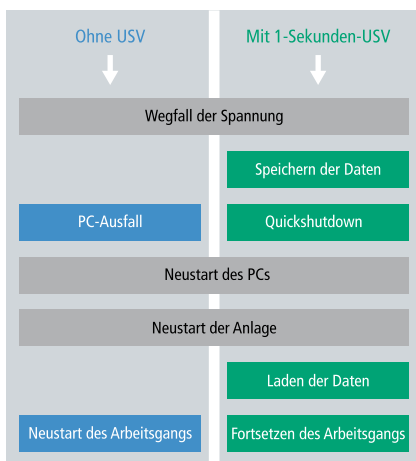 Ohne USV
Mit 1-Sekunden-USV
Wegfall der Spannung
Speichern der Daten
PC-Ausfall
Quickshutdown
Neustart des PCs
Neustart der Anlage
Laden der Daten
Neustart des Arbeitsgangs
Fortsetzen des Arbeitsgangs